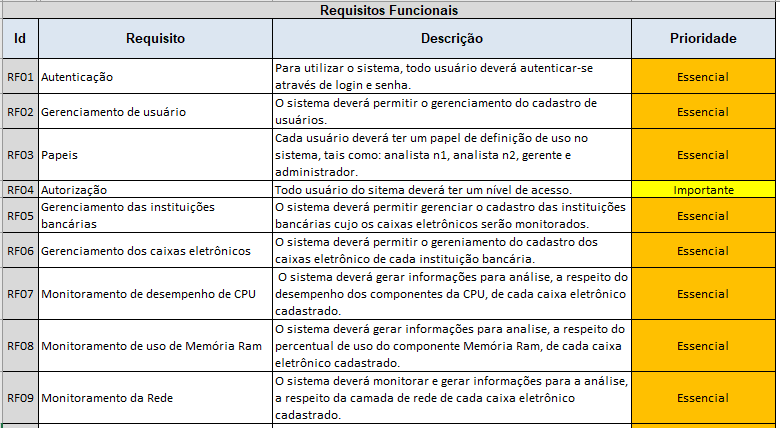 Requisitos Funcionais
Id Requisito Descrição Prioridade
RF01 Autenticação Para utilizar o sistema, todo usuário deverá autenticar-se Essencial
através de login e senha.
RF02 Gerenciamento de usuário O sistema deverá permitir o gerenciamento do cadastro de Essencial
usuários.
RF03 Papeis Cada usuário deverá ter um papel de definição de uso no Essencial
sistema, tais como: analista n1, analista n2, gerente e
administrador.
RF04 Autorização Todo usuário do sitema deverá ter um nível de acesso. Importante
RF05 Gerenciamento das instituições O sistema deverá permitir gerenciar o cadastro das instituições Essencial
bancárias bancárias cujo os caixas eletrônicos serão monitorados.
RF06 Gerenciamento dos caixas eletrônicos O sistema deverá permitir o gereniamento do cadastro dos Essencial
caixas eletrônico de cada instituição bancária.
RF07 Monitoramento de desempenho de CPU O sistema deverá gerar informações para análise, a respeito do Essencial
desempenho dos componentes da CPU, de cada caixa eletrônico
cadastrado.
RF08 Monitoramento de uso de Memória Ram O sistema deverá gerar informações para analise, a respeito do Essencial
percentual de uso do componente Memória Ram, de cada caixa
eletrônico cadastrado.
RF09 Monitoramento da Rede O sistema deverá monitorar e gerar informações para a análise, Essencial
a respeito da camada de rede de cada caixa eletrônico
cadastrado.